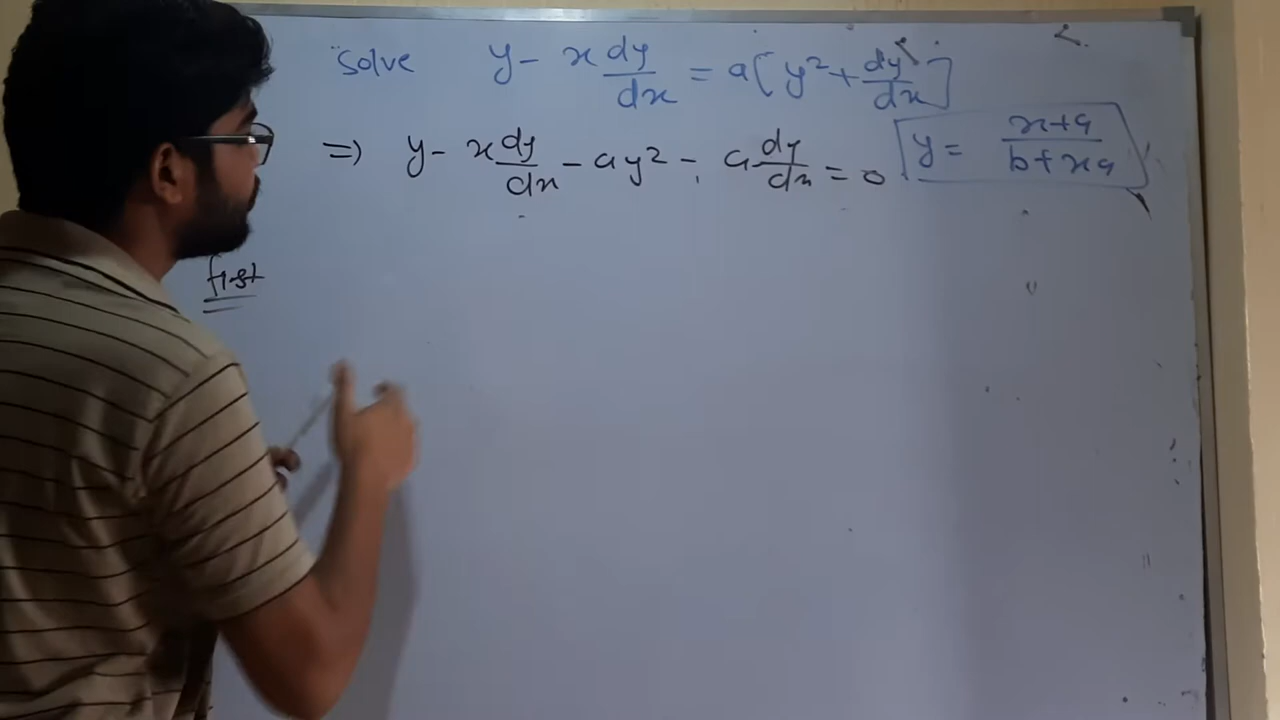 Solve y - x dy/dx = a[y² + dy/dx]
=> y - x dy/dx - ay² - a dy/dx = 0
y = x+a / b+xa
first